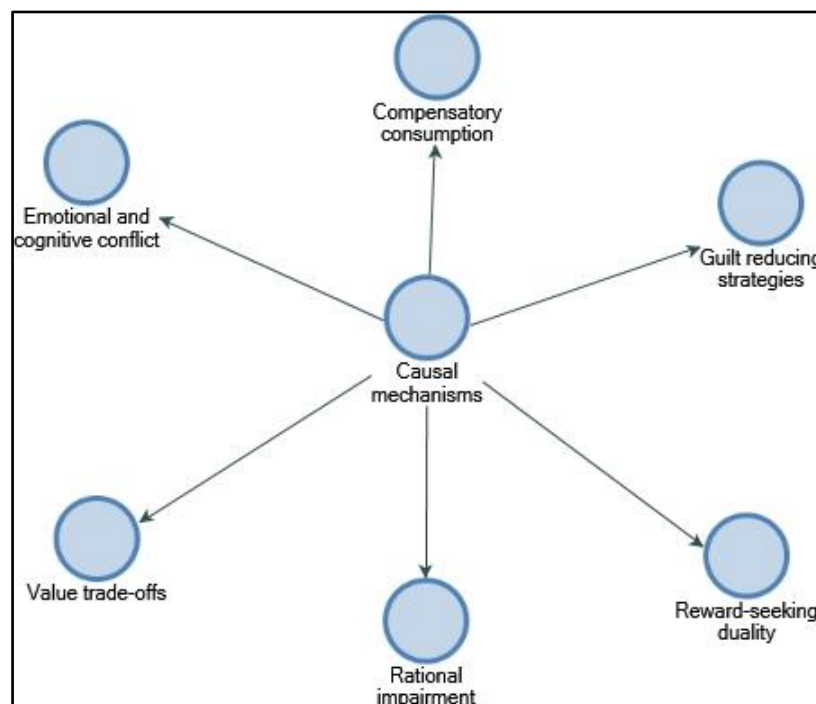 Compensatory
consumption
Emotional and
cognitive conflict
Guilt reducing
strategies
Causal
mechanisms
Value trade-offs
Reward-seeking
duality
Rational
impairment